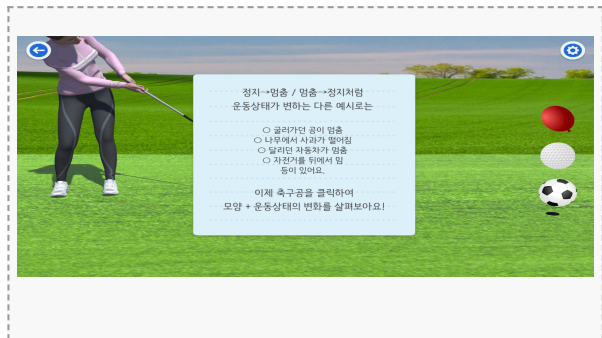 정지→멈춤 / 멈춤→정지처럼
운동상태가 변하는 다른 예시로는
○ 굴러가던 공이 멈춤
○ 나무에서 사과가 떨어짐
○ 달리던 자동차가 멈춤
○ 자전거를 뒤에서 밈
등이 있어요.
이제 축구공을 클릭하여
모양 + 운동상태의 변화를 살펴보아요!